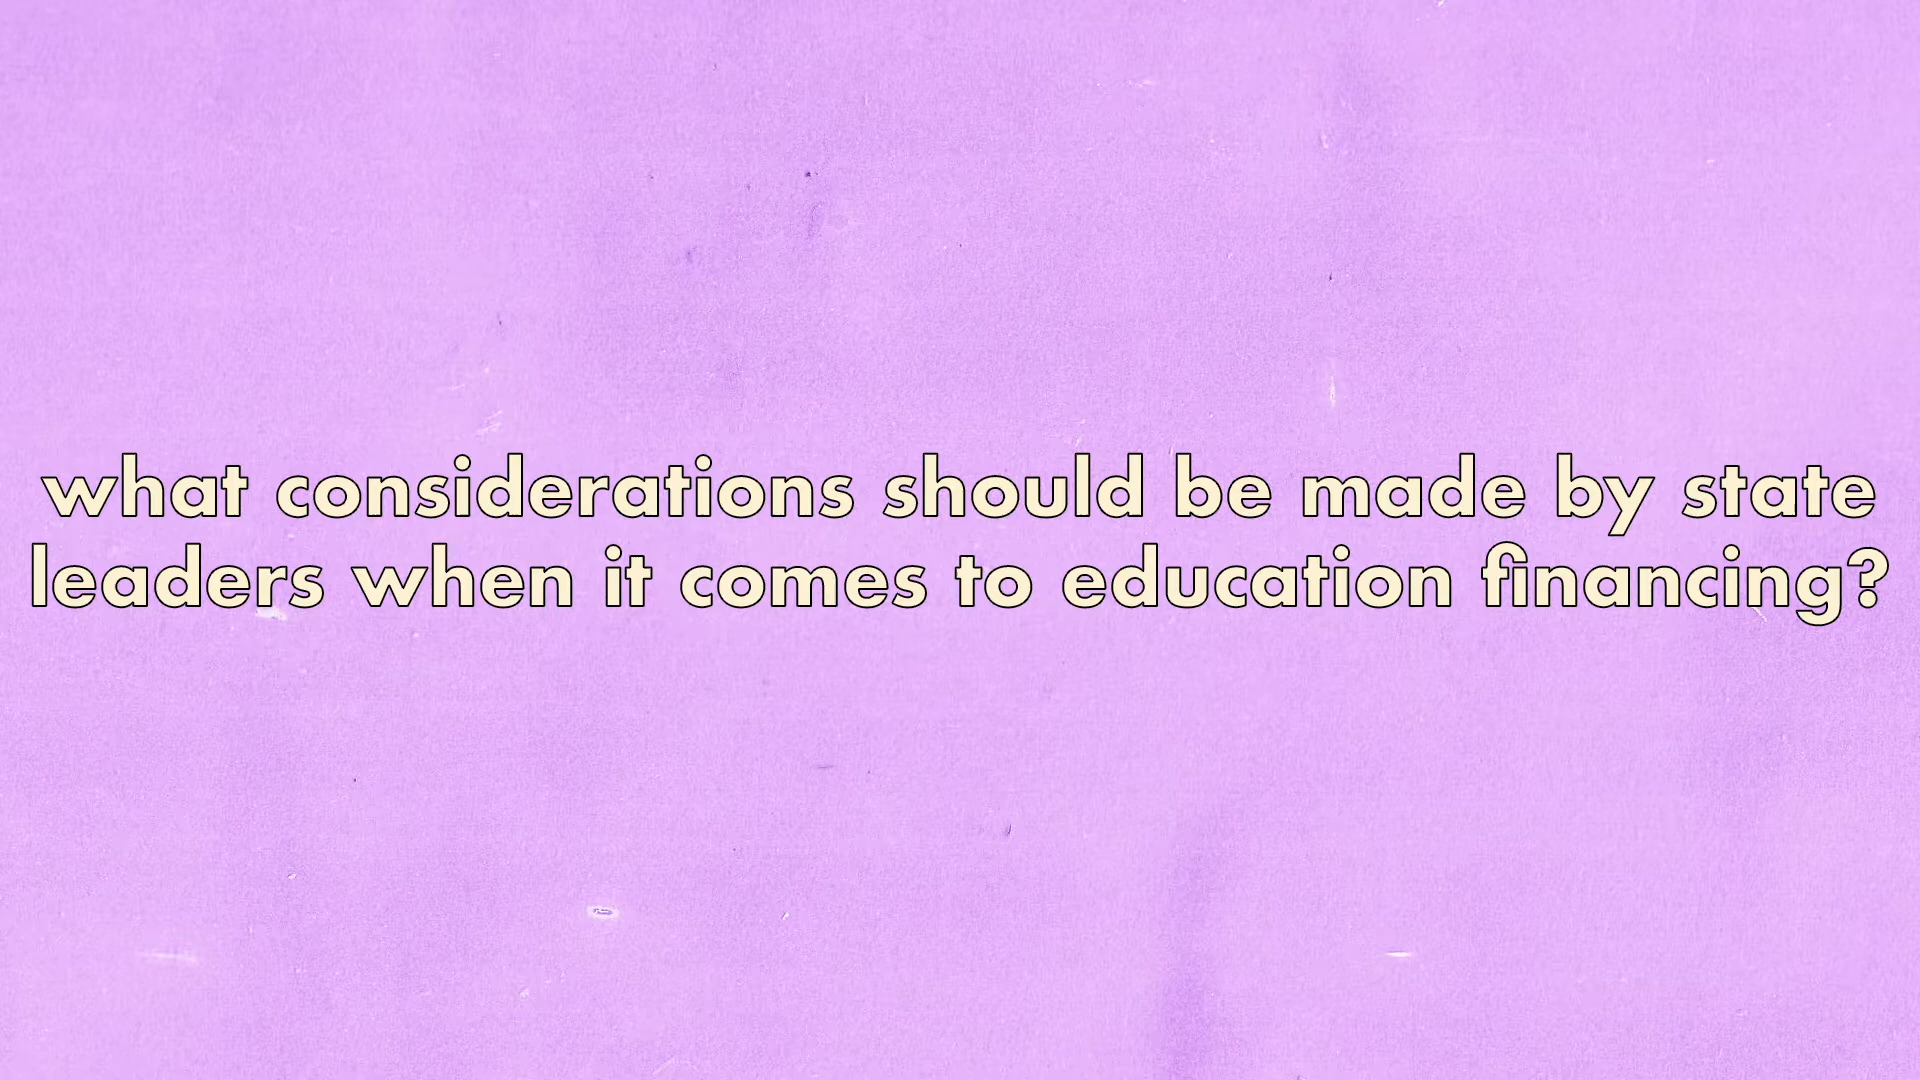 what considerations should be made by state
leaders when it comes to education financing?